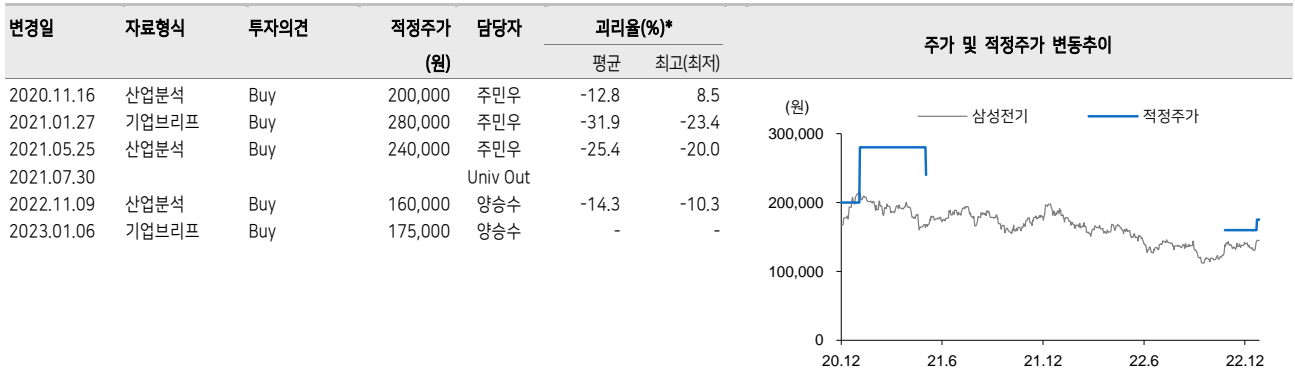 변경일 자료형식 투자의견 적정주가 담당자 괴리율(%)* 주가 및 적정주가 변동추이
(원) 평균 최고(최저)
2020.11.16 산업분석 Buy 200,000 주민우 -12.8 8.5
2021.01.27 기업브리프 Buy 280,000 주민우 -31.9 -23.4
2021.05.25 산업분석 Buy 240,000 주민우 -25.4 -20.0
2021.07.30 Univ Out
2022.11.09 산업분석 Buy 160,000 양승수 -14.3 -10.3
2023.01.06 기업브리프 Buy 175,000 양승수 - -
(원) 삼성전기 적정주가
300,000
200,000
100,000
0
20.12 21.6 21.12 22.6 22.12